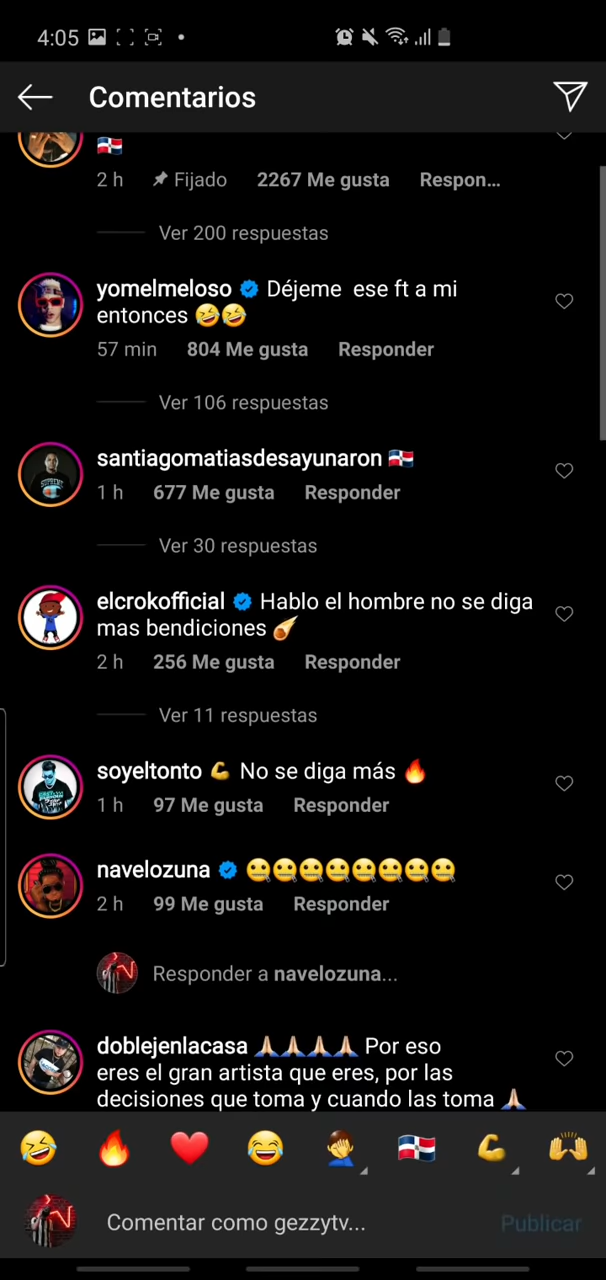 4:05
Comentarios
🇩🇴
2 h Fijado 2267 Me gusta Respon...
Ver 200 respuestas
yomelmeloso Déjeme ese ft a mi
entonces 🤣🤣
57 min 804 Me gusta Responder
Ver 106 respuestas
santiagomatiasdesayunaron 🇩🇴
1 h 677 Me gusta Responder
Ver 30 respuestas
elcrokofficial Hablo el hombre no se diga
mas bendiciones ☄️
2 h 256 Me gusta Responder
Ver 11 respuestas
soyeltonto 💪 No se diga más 🔥
1 h 97 Me gusta Responder
navelozuna 🤐🤐🤐🤐🤐🤐🤐🤐
2 h 99 Me gusta Responder
Responder a navelozuna...
doblejenlacasa 🙏🏻🙏🏻🙏🏻🙏🏻 Por eso
eres el gran artista que eres, por las
decisiones que toma y cuando las toma 🙏🏻
🤣 🔥 ❤️ 😂 🤦‍♂️ 🇩🇴 💪 🙌
Comentar como gezzytv... Publicar